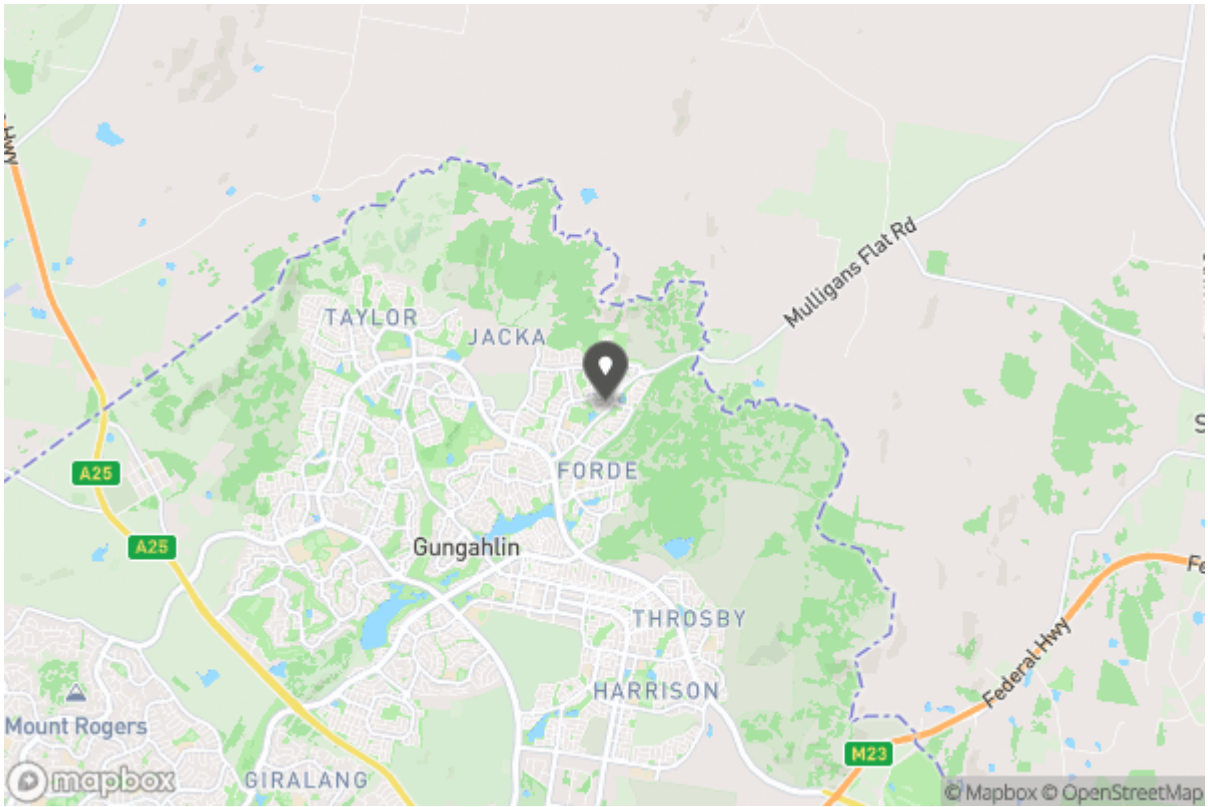 Hwy
Mulligans Flat Rd
TAYLOR
JACKA
S
A25
FORDE
A25
Gungahlin
Fe
THROSBY
Federal Hwy
HARRISON
Mount Rogers
M23
GIRALANG
mapbox
© Mapbox © OpenStreetMap